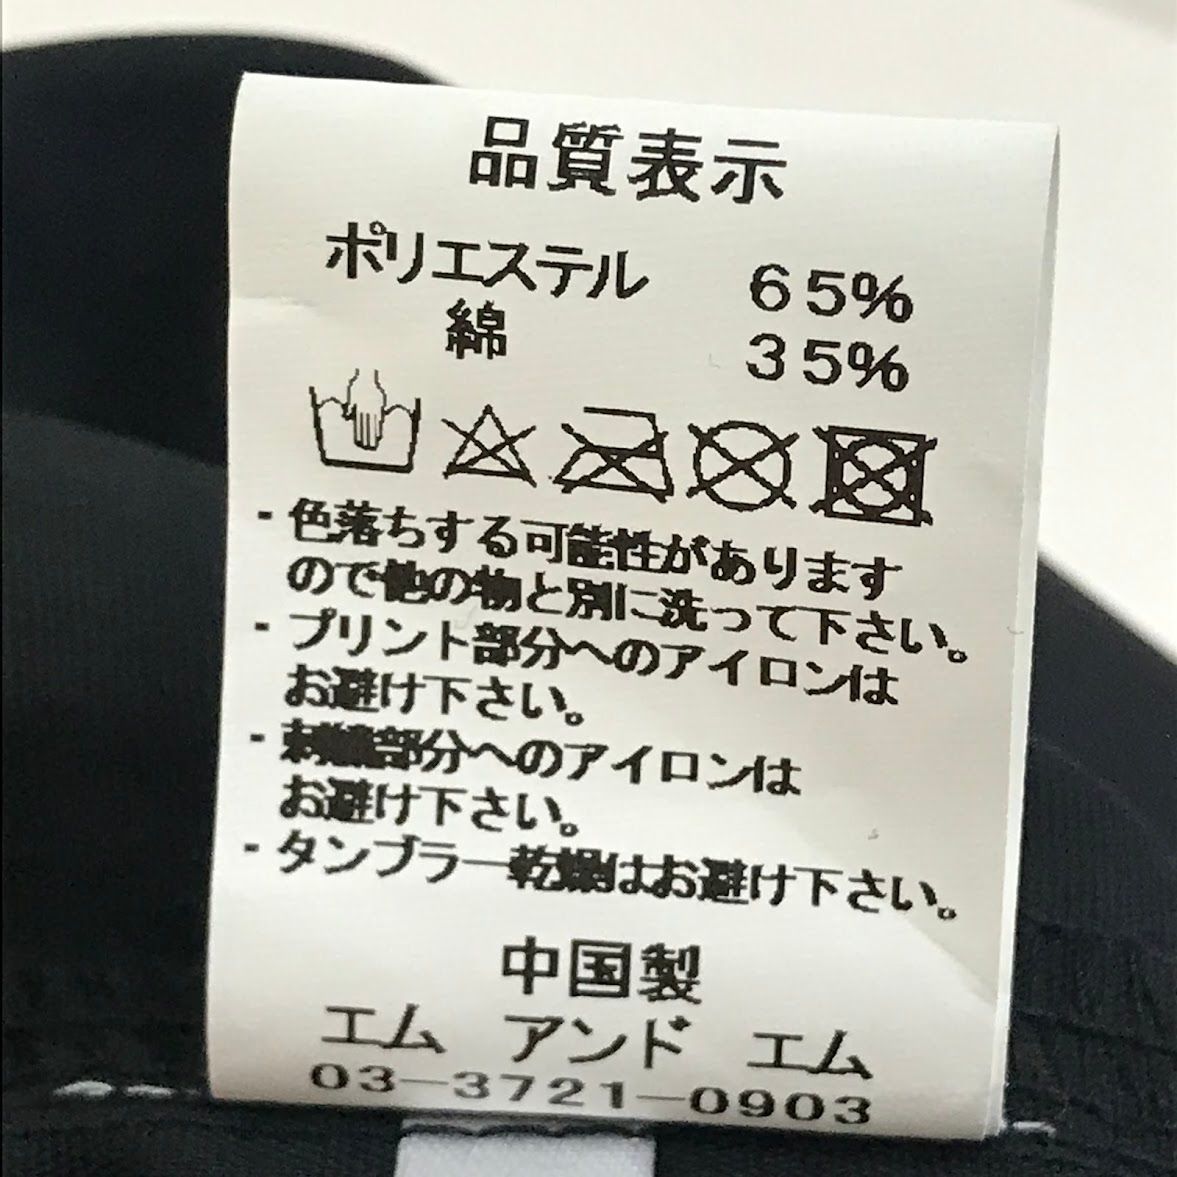 品質表示
ポリエステル 65%
綿 35%
・色落ちする可能性があります
ので他の物と別に洗って下さい。
・プリント部分へのアイロンは
お避け下さい。
・刺繍部分へのアイロンは
お避け下さい。
・タンブラー乾燥はお避け下さい。
中国製
エム アンド エム
03-3721-0903